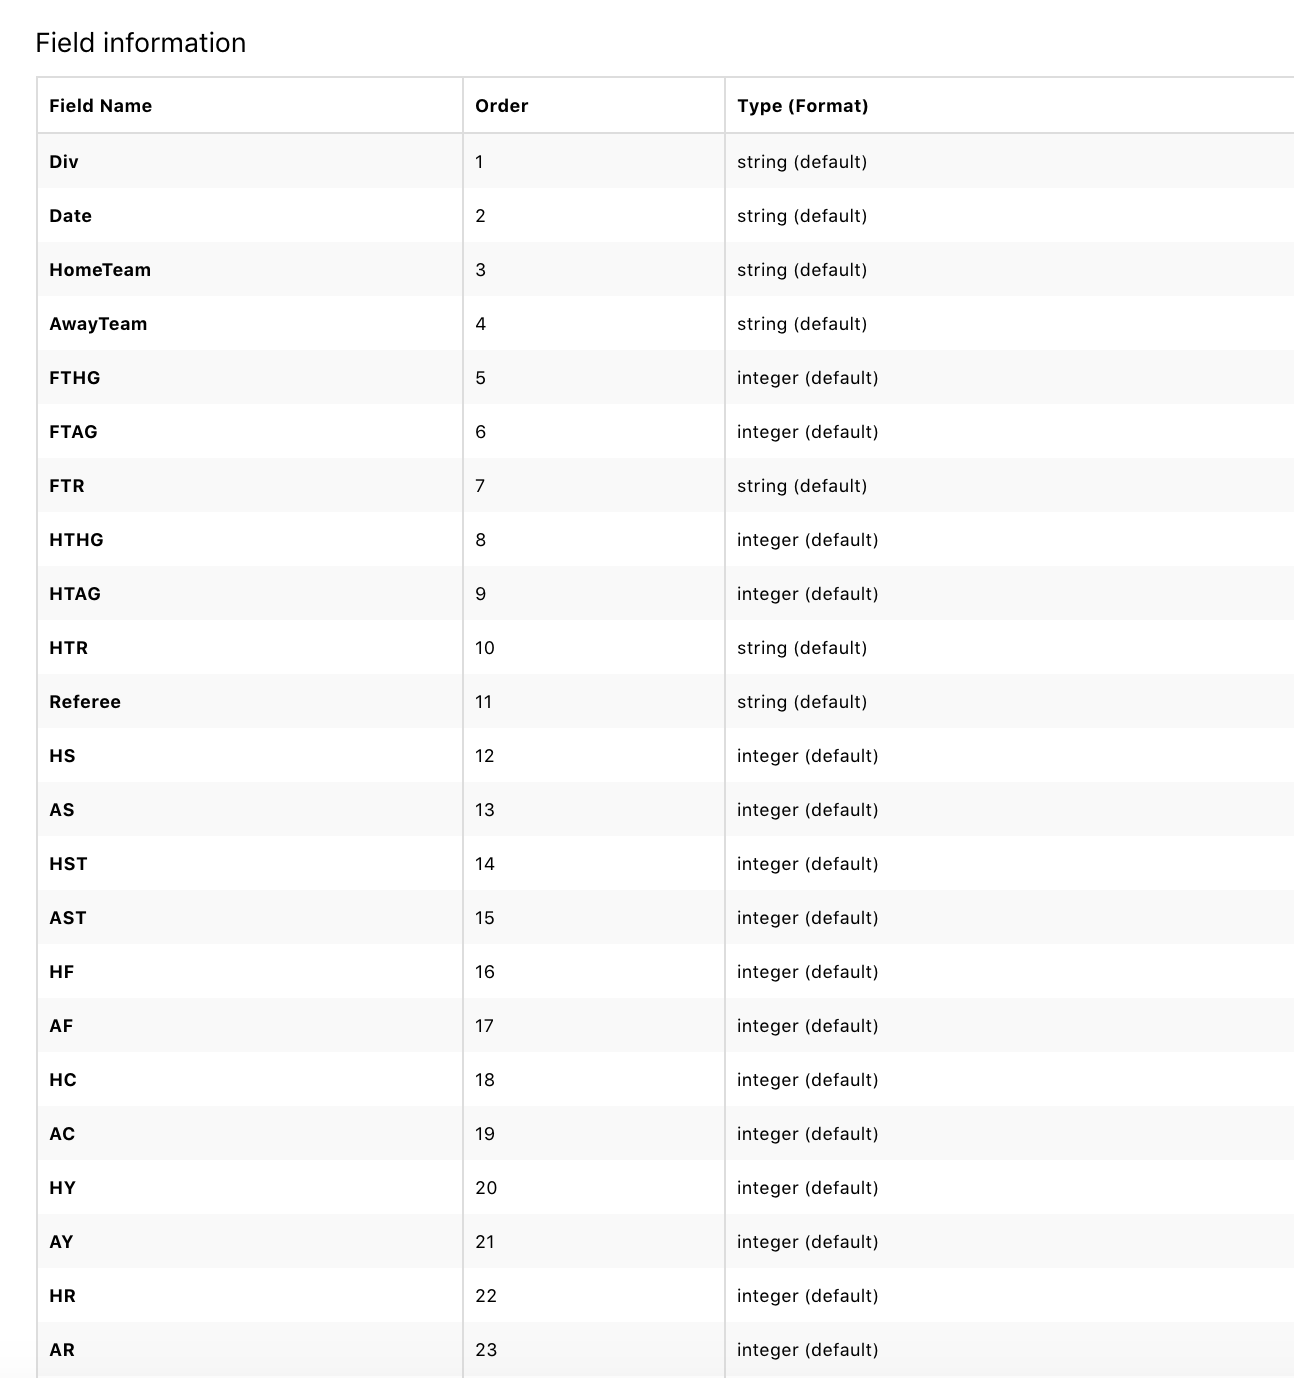 Field information
Field Name Order Type (Format)
Div 1 string (default)
Date 2 string (default)
HomeTeam 3 string (default)
AwayTeam 4 string (default)
FTHG 5 integer (default)
FTAG 6 integer (default)
FTR 7 string (default)
HTHG 8 integer (default)
HTAG 9 integer (default)
HTR 10 string (default)
Referee 11 string (default)
HS 12 integer (default)
AS 13 integer (default)
HST 14 integer (default)
AST 15 integer (default)
HF 16 integer (default)
AF 17 integer (default)
HC 18 integer (default)
AC 19 integer (default)
HY 20 integer (default)
AY 21 integer (default)
HR 22 integer (default)
AR 23 integer (default)